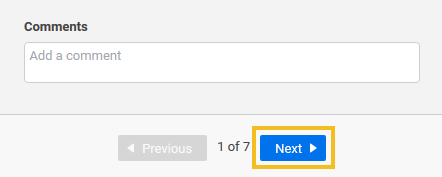 Comments
Add a comment
Previous 1 of 7 Next